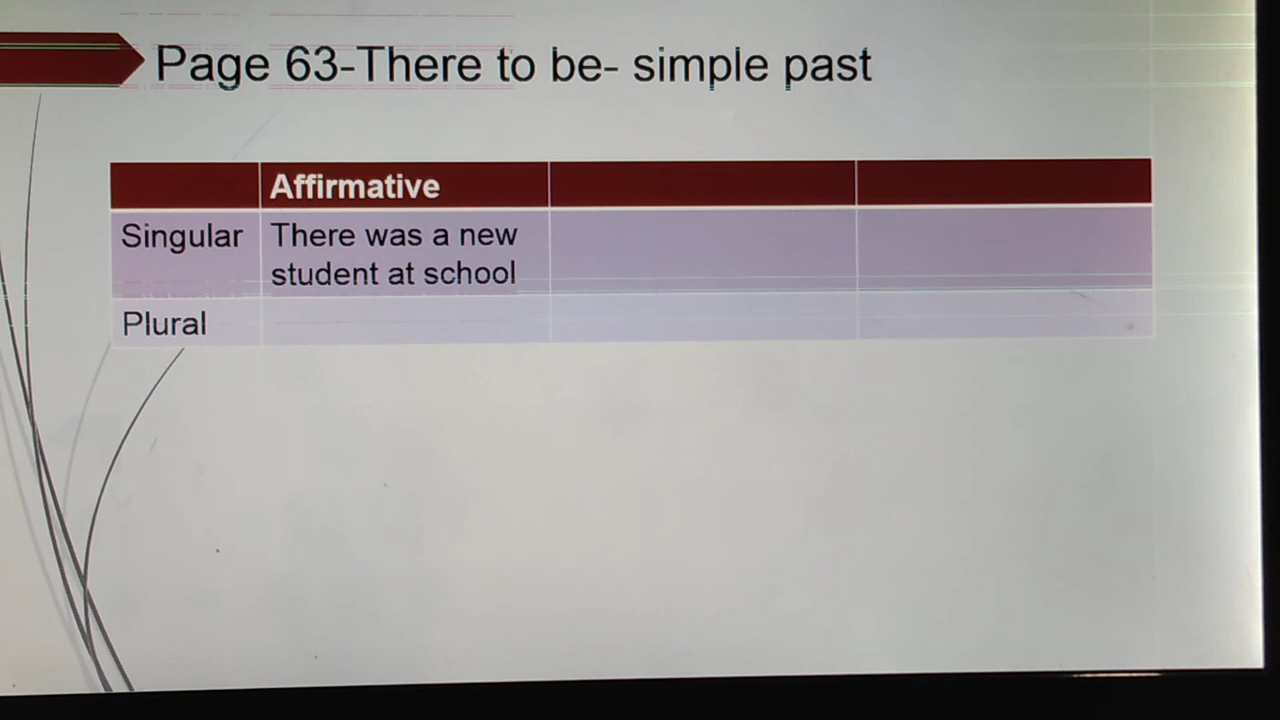 Page 63-There to be- simple past
Affirmative
Singular
There was a new
student at school
Plural